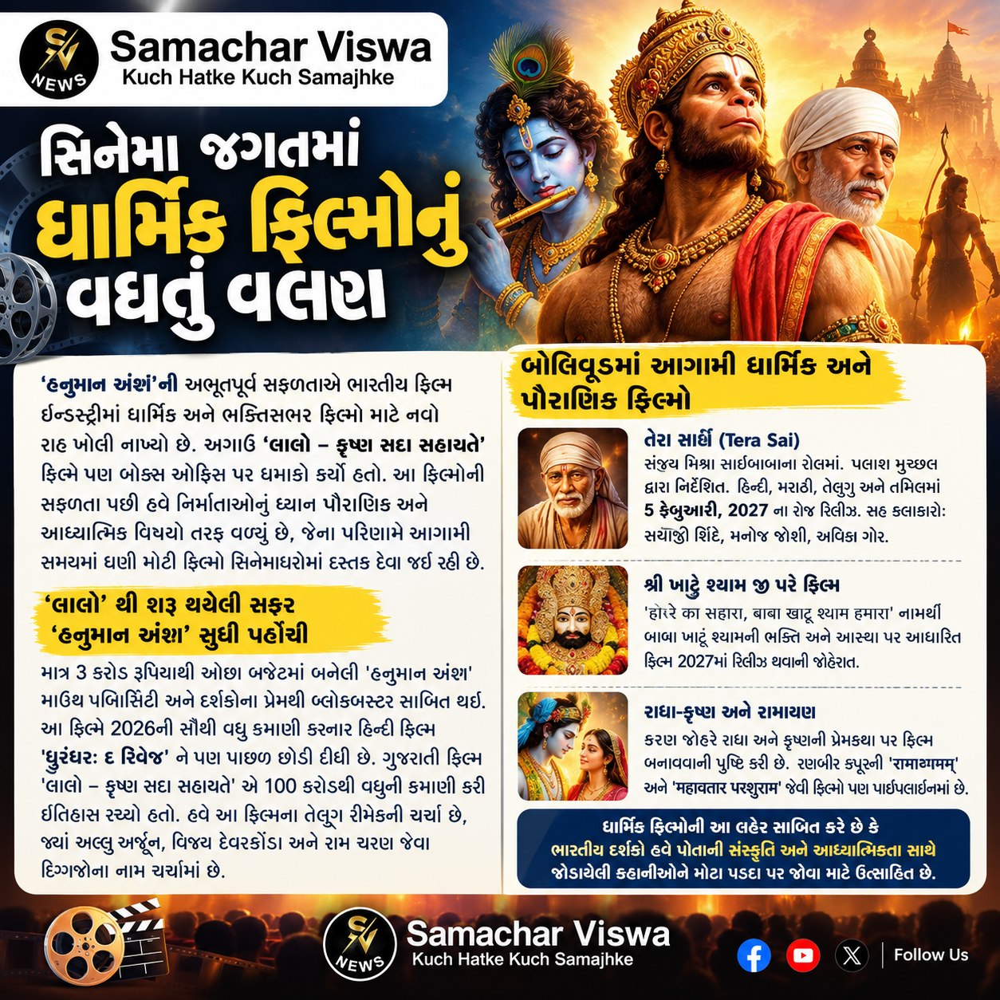 SV
NEWS
Samachar Viswa
Kuch Hatke Kuch Samajhke
સિનેમા જગતમાં
ધાર્મિક ફિલ્મોનું
વધતું વલણ
'હનુમાન અંશ'ની અભૂતપૂર્વ સફળતાએ ભારતીય ફિલ્મ
ઈન્ડસ્ટ્રીમાં ધાર્મિક અને ભક્તિસભર ફિલ્મો માટે નવો
રાહ ખોલી નાખ્યો છે. અગાઉ 'લાલો – કૃષ્ણ સદા સહાયતે'
ફિલ્મે પણ બોક્સ ઓફિસ પર ધમાકો કર્યો હતો. આ ફિલ્મોની
સફળતા પછી હવે નિર્માતાઓનું ધ્યાન પૌરાણિક અને
આધ્યાત્મિક વિષયો તરફ વળ્યું છે, જેના પરિણામે આગામી
સમયમાં ઘણી મોટી ફિલ્મો સિનેમાઘરોમાં દસ્તક દેવા જઈ રહી છે.
'લાલો' થી શરૂ થયેલી સફર
'હનુમાન અંશ' સુધી પહોંચી
માત્ર 3 કરોડ રૂપિયાથી ઓછા બજેટમાં બનેલી 'હનુમાન અંશ'
માઉથ પબ્લિસિટી અને દર્શકોના પ્રેમથી બ્લોકબસ્ટર સાબિત થઈ.
આ ફિલ્મે 2026ની સૌથી વધુ કમાણી કરનાર હિન્દી ફિલ્મ
'ધુરંધર: દ રિવેજ' ને પણ પાછળ છોડી દીધી છે. ગુજરાતી ફિલ્મ
'લાલો – કૃષ્ણ સદા સહાયતે' એ 100 કરોડથી વધુની કમાણી કરી
ઈતિહાસ રચ્યો હતો. હવે આ ફિલ્મના તેલુગુ રીમેકની ચર્ચા છે,
જ્યાં અલ્લુ અર્જૂન, વિજય દેવરકોંડા અને રામ ચરણ જેવા
દિગ્ગજોના નામ ચર્ચામાં છે.
બોલિવૂડમાં આગામી ધાર્મિક અને
પૌરાણિક ફિલ્મો
તેરા સાઈ (Tera Sai)
સંજય મિશ્રા સાઈબાબાના રોલમાં. પલાશ મુચ્છલ
દ્વારા નિર્દેશિત. હિન્દી, મરાઠી, તેલુગુ અને તમિલમાં
5 ફેબ્રુઆરી, 2027 ના રોજ રિલીઝ. સહ કલાકારો:
સયાજી શિંદે, મનોજ જોશી, અવિકા ગોર.
શ્રી ખાટુ શ્યામ જી પરે ફિલ્મ
'હારે કા સહારા, બાબા ખાટૂ શ્યામ હમારા' નામથી
બાબા ખાટૂં શ્યામની ભક્તિ અને આસ્થા પર આધારિત
ફિલ્મ 2027માં રિલીઝ થવાની જોહેરાત.
રાધા-કૃષ્ણ અને રામાયણ
કરણ જોહરે રાધા અને કૃષ્ણની પ્રેમકથા પર ફિલ્મ
બનાવવાની પુષ્ટિ કરી છે. રણબીર કપૂરની
અને 'મહાવતાર પરશુરામ' જેવી ફિલ્મો પણ પાઈપલાઈનમાં છે.
ધાર્મિક ફિલ્મોની આ લહેર સાબિત કરે છે કે
ભારતીય દર્શકો હવે પોતાની સંસ્કૃતિ અને આધ્યાત્મિકતા સાથે
જોડાયેલી કહાનીઓને મોટા પડદા પર જોવા માટે ઉત્સાહિત છે.
SV
NEWS
Samachar Viswa
Kuch Hatke Kuch Samajhke
Follow Us